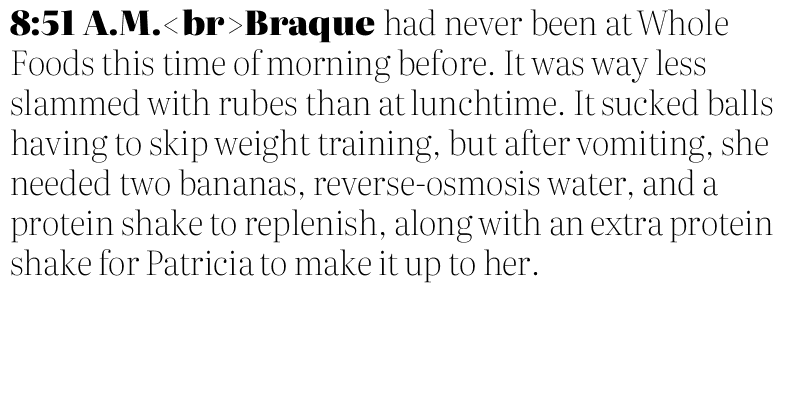 8:51 A.M.<br>Braque had never been at Whole
Foods this time of morning before. It was way less
slammed with rubes than at lunchtime. It sucked balls
having to skip weight training, but after vomiting, she
needed two bananas, reverse-osmosis water, and a
protein shake to replenish, along with an extra protein
shake for Patricia to make it up to her.